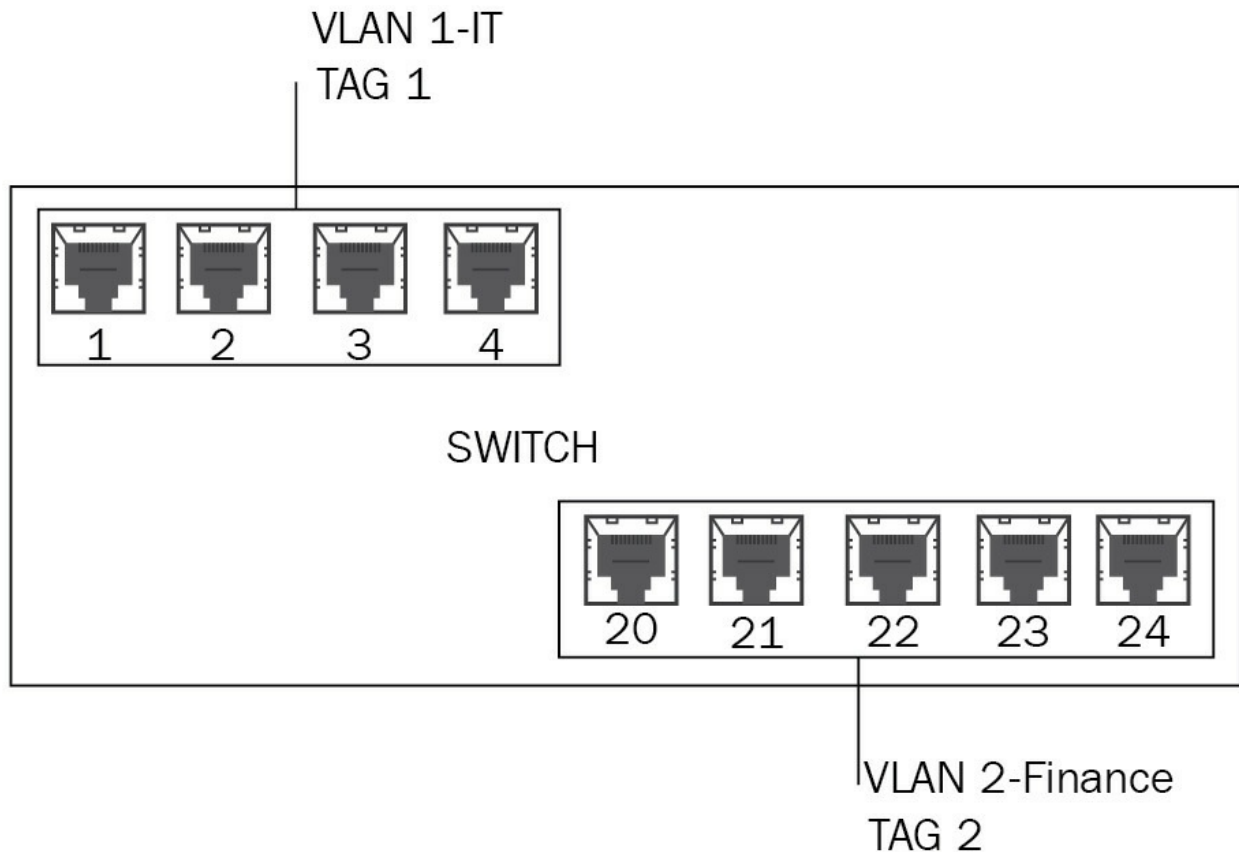 VLAN 1-IT
TAG 1
1 2 3 4
SWITCH
20 21 22 23 24
VLAN 2-Finance
TAG 2